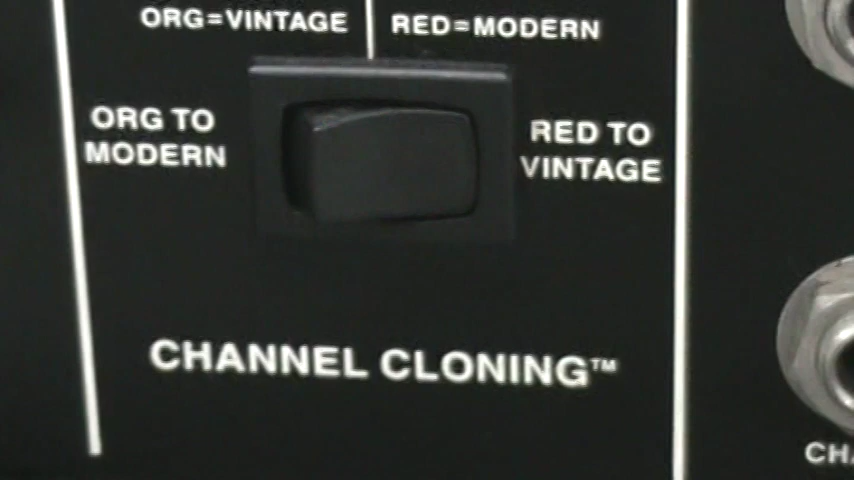 ORG=VINTAGE RED=MODERN
ORG TO
MODERN
RED TO
VINTAGE
CHANNEL CLONING™